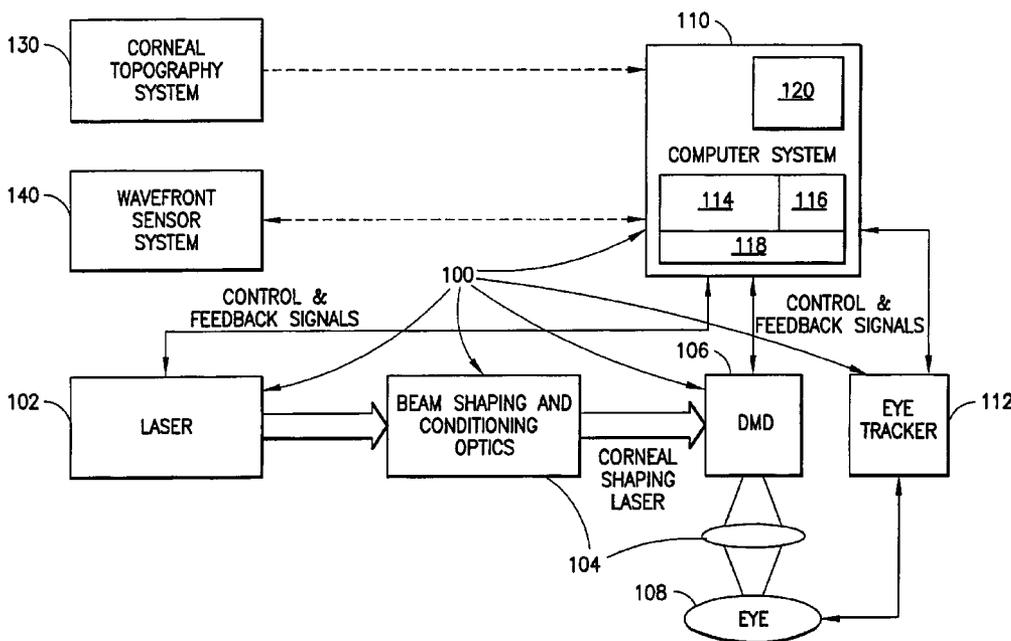 130
CORNEAL
TOPOGRAPHY
SYSTEM
110
120
COMPUTER SYSTEM
114
116
118
140
WAVEFRONT
SENSOR
SYSTEM
100
CONTROL &
FEEDBACK SIGNALS
CONTROL &
FEEDBACK SIGNALS
106
102
LASER
BEAM SHAPING AND
CONDITIONING
OPTICS
CORNEAL
SHAPING
LASER
DMD
EYE
TRACKER
112
104
108
EYE